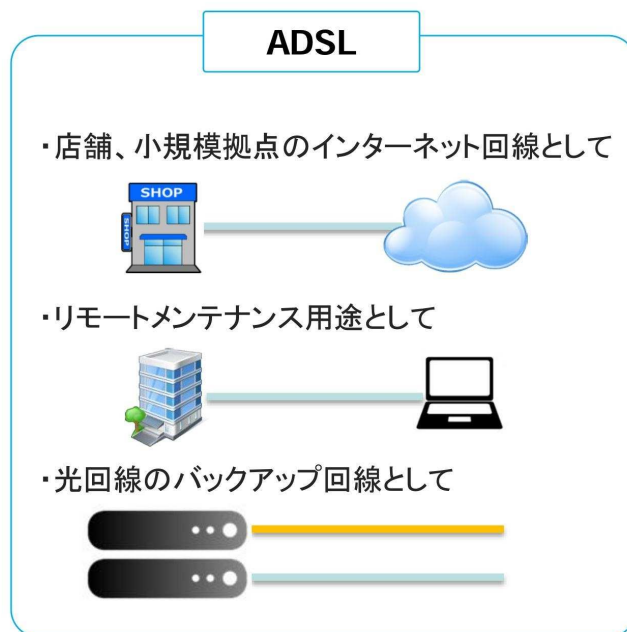 ADSL
・店舗、小規模拠点のインターネット回線として
SHOP
SHOP
・リモートメンテナンス用途として
・光回線のバックアップ回線として